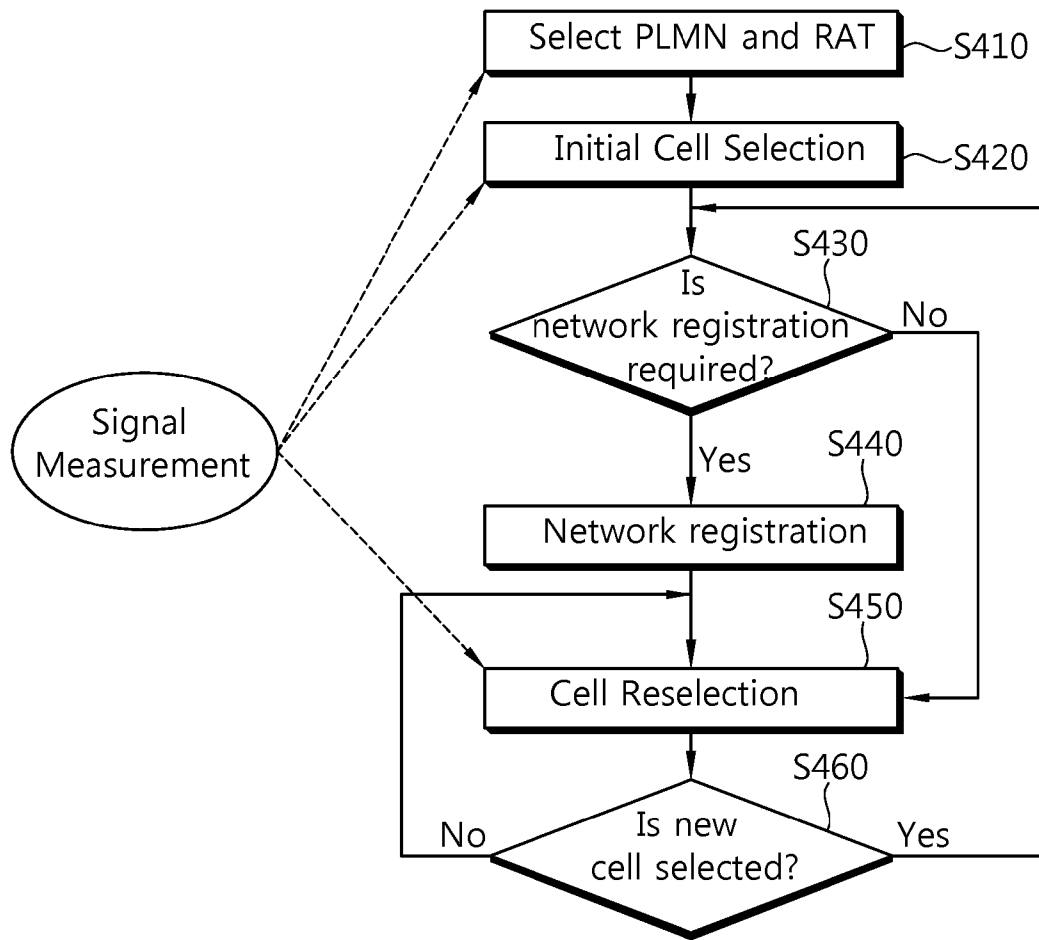 Select PLMN and RAT
S410
Initial Cell Selection
S420
S430
Is
network registration
required?
No
Signal
Measurement
Yes
S440
Network registration
S450
Cell Reselection
S460
No
Is new
cell selected?
Yes